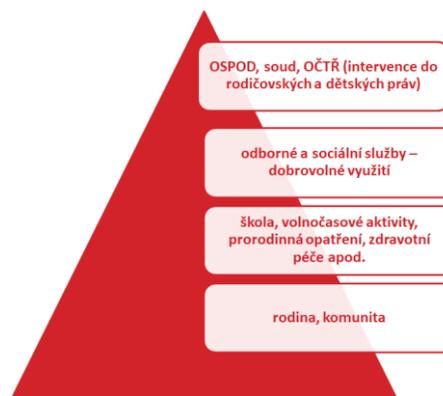 OSPOD, soud, OČTŘ (intervence do
rodičovských a dětských práv)
odborné a sociální služby –
dobrovolné využití
škola, volnočasové aktivity,
prorodinná opatření, zdravotní
péče apod.
rodina, komunita